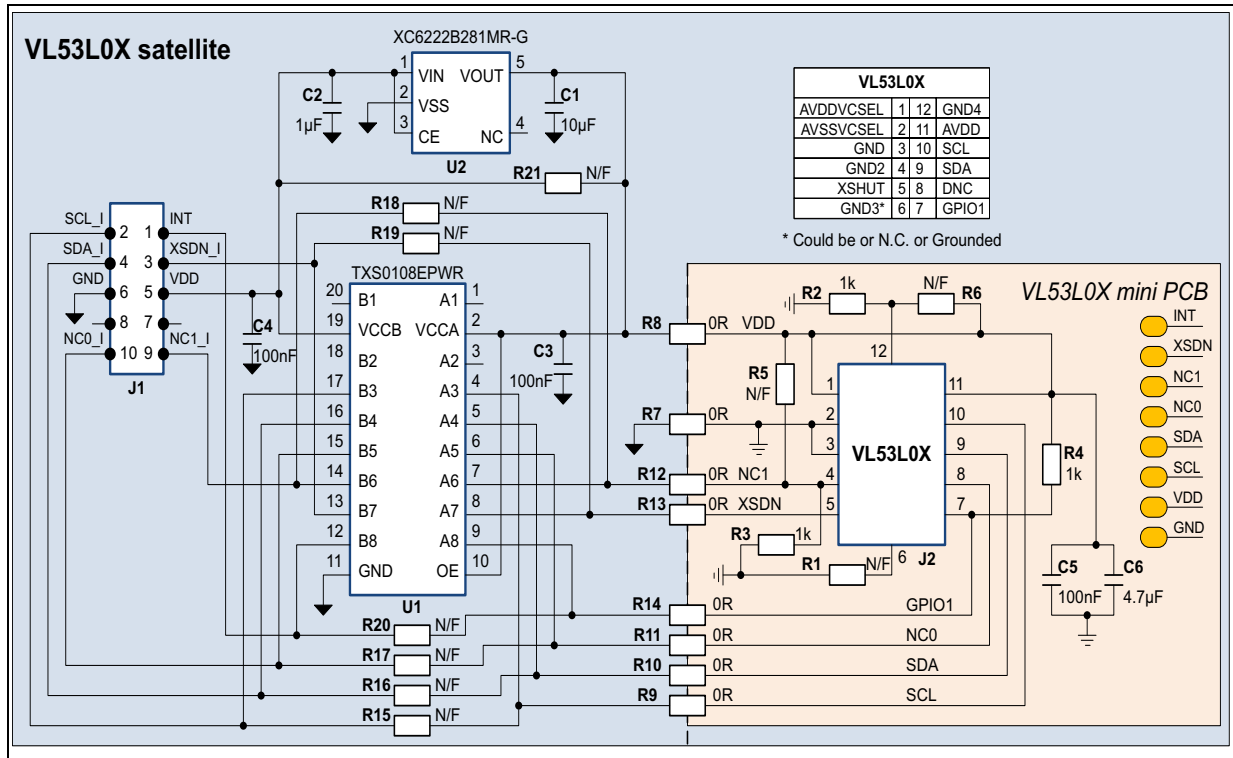 VL53L0X satellite
XC6222B281MR-G
1 VIN VOUT 5
2 VSS
3 CE NC 4
U2
C2
1µF
C1
10µF
VL53L0X
AVDDVCSEL 1 12 GND4
AVSSVCSEL 2 11 AVDD
GND 3 10 SCL
GND2 4 9 SDA
XSHUT 5 8 DNC
GND3* 6 7 GPIO1
* Could be or N.C. or Grounded
R21 N/F
R18 N/F
R19 N/F
SCL_I 2 1 INT
SDA_I 4 3 XSDN_I
GND 6 5 VDD
8 7
NC0_I 10 9 NC1_I
J1
C4
100nF
TXS0108EPWR
20 B1 A1 1
19 VCCB VCCA 2
18 B2 A2 3
17 B3 A3 4
16 B4 A4 5
15 B5 A5 6
14 B6 A6 7
13 B7 A7 8
12 B8 A8 9
11 GND OE 10
U1
C3
100nF
R20 N/F
R17 N/F
R16 N/F
R15 N/F
VL53L0X mini PCB
R2 1k
N/F R6
R8 0R VDD
R5
N/F
R7 0R
R12 0R NC1
R13 0R XSDN
R3 1k
R1 N/F
12
1 11
2 10
3 9
4 8
5 7
6
VL53L0X
J2
R4
1k
C5
100nF
C6
4.7µF
R14 0R GPIO1
R11 0R NC0
R10 0R SDA
R9 0R SCL
INT
XSDN
NC1
NC0
SDA
SCL
VDD
GND